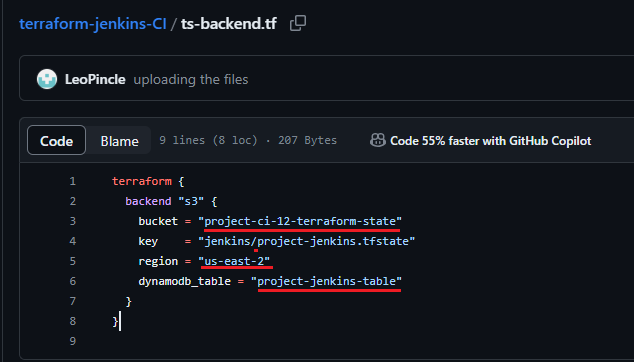 terraform-jenkins-CI / ts-backend.tf
LeoPincle uploading the files
Code Blame 9 lines (8 loc) · 207 Bytes Code 55% faster with GitHub Copilot
1 terraform {
2 backend "s3" {
3 bucket = "project-ci-12-terraform-state"
4 key    = "jenkins/project-jenkins.tfstate"
5 region = "us-east-2"
6 dynamodb_table = "project-jenkins-table"
7 }
8 }
9